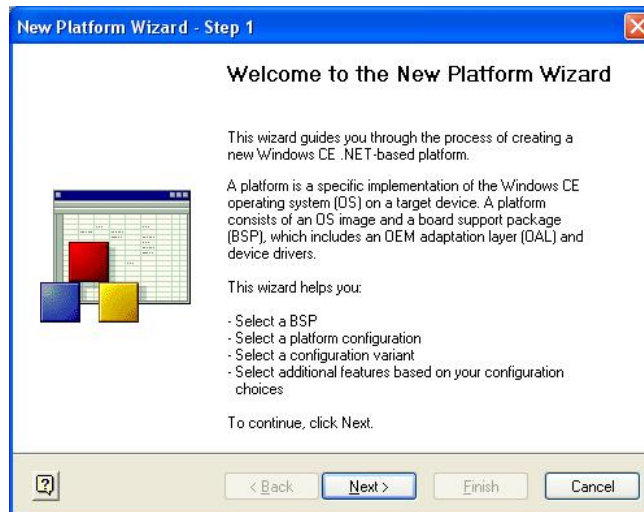 New Platform Wizard - Step 1
Welcome to the New Platform Wizard
This wizard guides you through the process of creating a
new Windows CE .NET-based platform.
A platform is a specific implementation of the Windows CE
operating system (OS) on a target device. A platform
consists of an OS image and a board support package
(BSP), which includes an OEM adaptation layer (OAL) and
device drivers.
This wizard helps you:
- Select a BSP
- Select a platform configuration
- Select a configuration variant
- Select additional features based on your configuration
choices
To continue, click Next.
< Back
Next >
Finish
Cancel